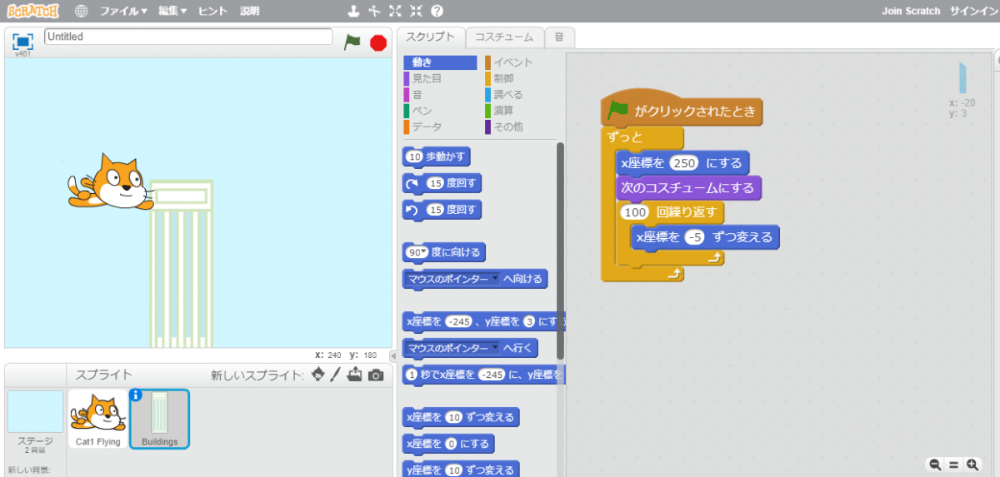 SCRATCH ファイル▼ 編集▼ ヒント 説明 Join Scratch サインイン
Untitled
v461
スクリプト コスチューム 音
動き イベント
見た目 制御
音 調べる
ペン 演算
データ その他
10 歩動かす
15 度回す
15 度回す
90▼ 度に向ける
マウスのポインター へ向ける
x座標を -245 、y座標を 3 にする
マウスのポインター へ行く
1 秒でx座標を -245 に、y座標を
x座標を 10 ずつ変える
x座標を 0 にする
y座標を 10 ずつ変える
がクリックされたとき
ずっと
x座標を 250 にする
次のコスチュームにする
100 回繰り返す
x座標を -5 ずつ変える
x: -20
y: 3
x: 240 y: 180
スプライト 新しいスプライト:
ステージ
2 背景
新しい背景:
Cat1 Flying
Buildings